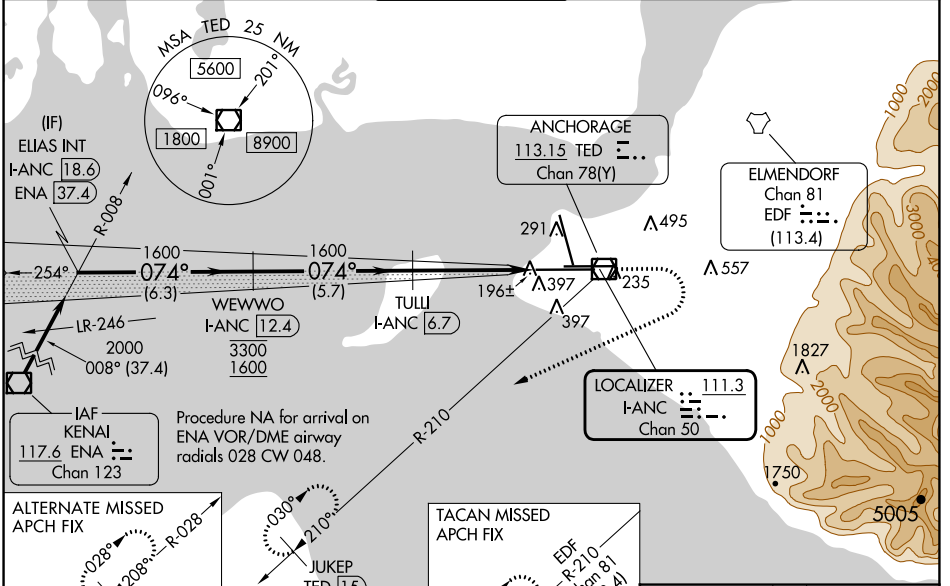 MSA TED 25 NM
5600
201°
096°
1800
8900
001°
(IF)
ELIAS INT
I-ANC 18.6
ENA 37.4
R-008
ANCHORAGE
113.15 TED
Chan 78(Y)
ELMENDORF
Chan 81
EDF
(113.4)
1000
2000
3000
291
495
557
235
397
397
196±
254°
1600
074°
(6.3)
1600
074°
(5.7)
WEWWO
I-ANC 12.4
3300
1600
TULLI
I-ANC 6.7
LR-246
2000
008° (37.4)
IAF
KENAI
117.6 ENA
Chan 123
Procedure NA for arrival on
ENA VOR/DME airway
radials 028 CW 048.
R-210
LOCALIZER 111.3
I-ANC
Chan 50
1827
2000
1000
1750
5005
ALTERNATE MISSED
APCH FIX
028°
208°
R-028
030°
210°
JUKEP
TED 15
TACAN MISSED
APCH FIX
EDF
R-210